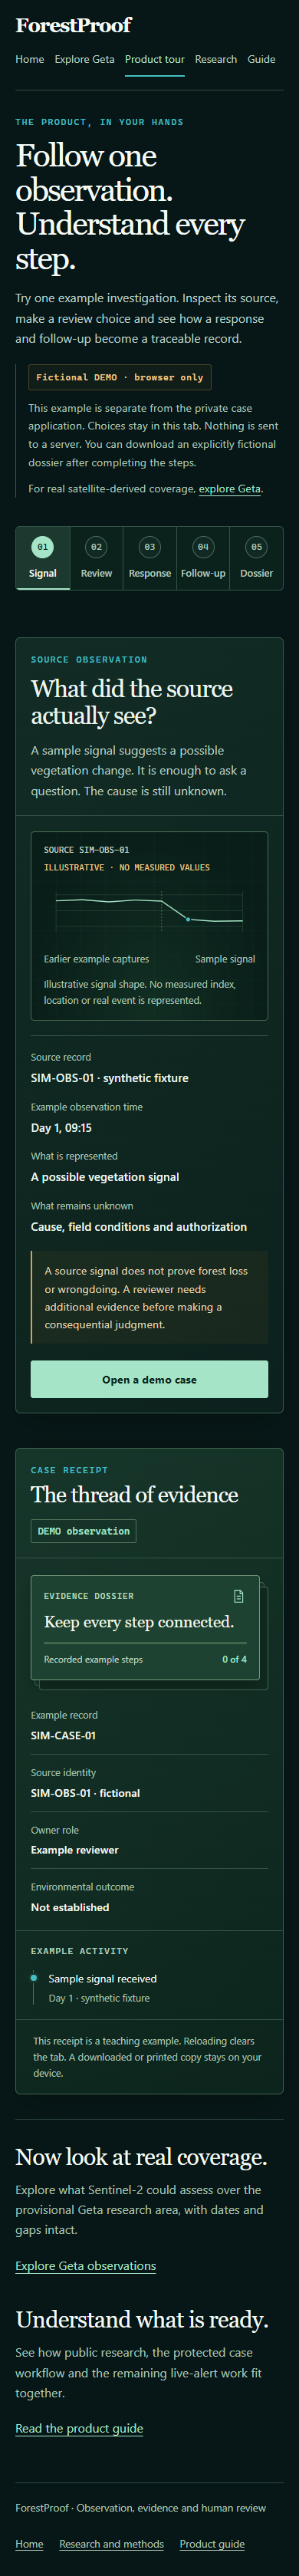 ForestProof
Home Explore Geta Product tour Research Guide
THE PRODUCT, IN YOUR HANDS
Follow one
observation.
Understand every
step.
Try one example investigation. Inspect its source,
make a review choice and see how a response
and follow-up become a traceable record.
Fictional DEMO · browser only
This example is separate from the private case
application. Choices stay in this tab. Nothing is sent
to a server. You can download an explicitly fictional
dossier after completing the steps.
For real satellite-derived coverage, explore Geta.
01 02 03 04 05
Signal Review Response Follow-up Dossier
SOURCE OBSERVATION
What did the source
actually see?
A sample signal suggests a possible
vegetation change. It is enough to ask a
question. The cause is still unknown.
SOURCE SIM-OBS-01
ILLUSTRATIVE · NO MEASURED VALUES
Earlier example captures Sample signal
Illustrative signal shape. No measured index,
location or real event is represented.
Source record
SIM-OBS-01 · synthetic fixture
Example observation time
Day 1, 09:15
What is represented
A possible vegetation signal
What remains unknown
Cause, field conditions and authorization
A source signal does not prove forest loss
or wrongdoing. A reviewer needs
additional evidence before making a
consequential judgment.
Open a demo case
CASE RECEIPT
The thread of evidence
DEMO observation
EVIDENCE DOSSIER
Keep every step connected.
Recorded example steps 0 of 4
Example record
SIM-CASE-01
Source identity
SIM-OBS-01 · fictional
Owner role
Example reviewer
Environmental outcome
Not established
EXAMPLE ACTIVITY
Sample signal received
Day 1 · synthetic fixture
This receipt is a teaching example. Reloading clears
the tab. A downloaded or printed copy stays on your
device.
Now look at real coverage.
Explore what Sentinel-2 could assess over the
provisional Geta research area, with dates and
gaps intact.
Explore Geta observations
Understand what is ready.
See how public research, the protected case
workflow and the remaining live-alert work fit
together.
Read the product guide
ForestProof · Observation, evidence and human review
Home Research and methods Product guide